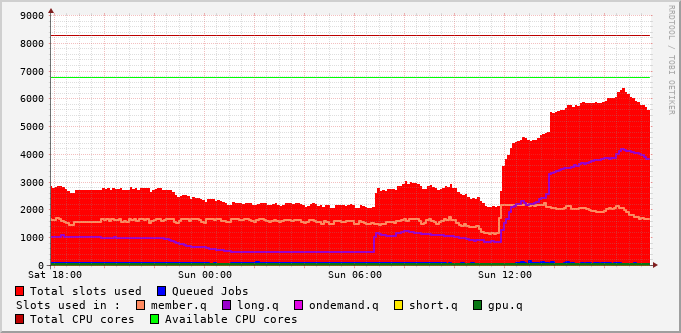 RRDTOOL / TOBI OETIKER
9000
8000
7000
6000
5000
4000
3000
2000
1000
0
Sat 18:00 Sun 00:00 Sun 06:00 Sun 12:00
Total slots used Queued Jobs
Slots used in : member.q long.q ondemand.q short.q gpu.q
Total CPU cores Available CPU cores